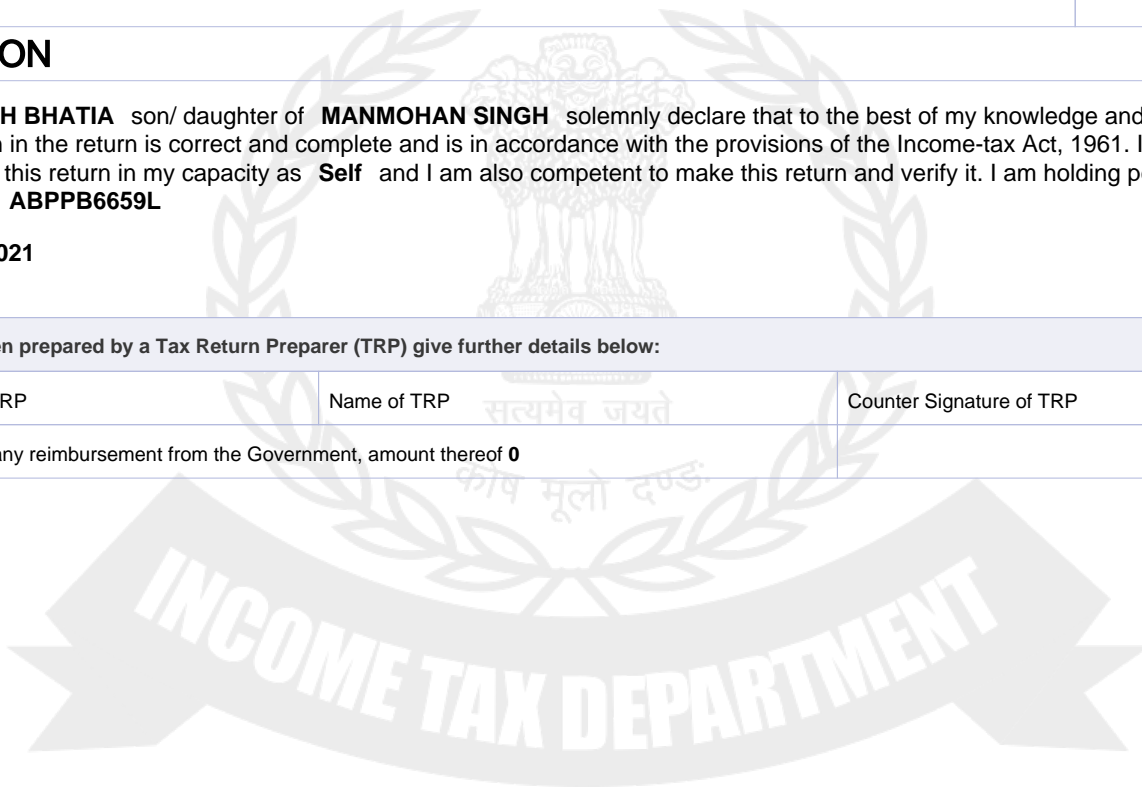 ON
H BHATIA son/ daughter of MANMOHAN SINGH solemnly declare that to the best of my knowledge and
in the return is correct and complete and is in accordance with the provisions of the Income-tax Act, 1961. I
this return in my capacity as Self and I am also competent to make this return and verify it. I am holding
ABPPB6659L
021
en prepared by a Tax Return Preparer (TRP) give further details below:
RP Name of TRP Counter Signature of TRP
any reimbursement from the Government, amount thereof 0
सत्यमेव जयते
कोष मूलो दण्डः
INCOME TAX DEPARTMENT